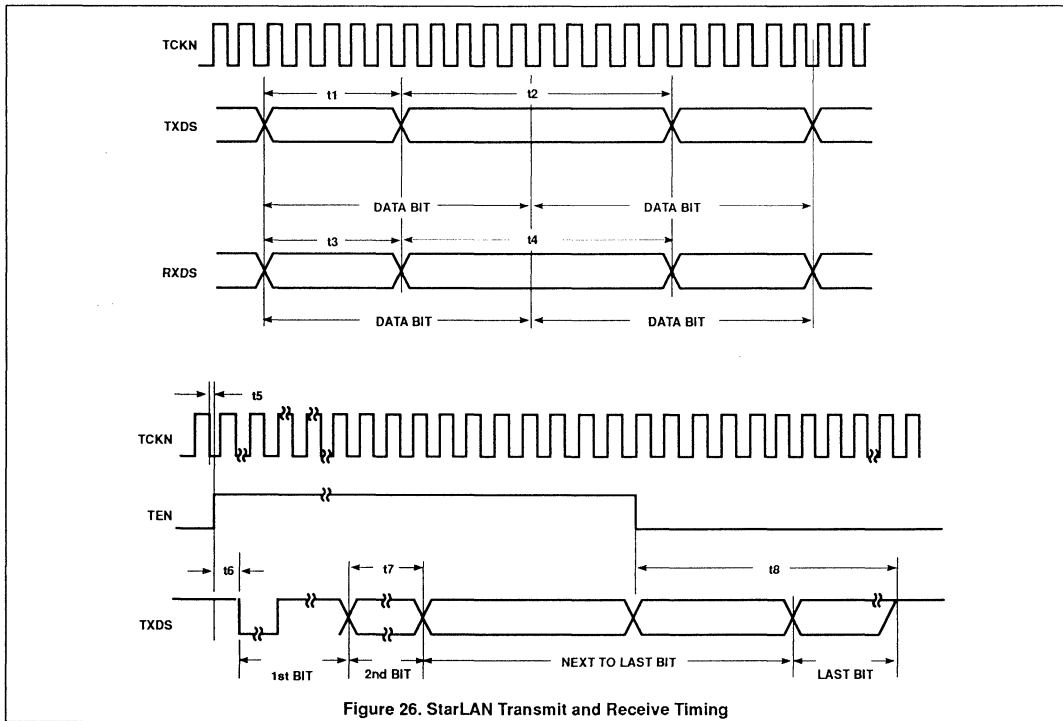 TCKN
t1
t2
TXDS
DATA BIT
DATA BIT
t3
t4
RXDS
DATA BIT
DATA BIT
t5
TCKN
TEN
t6
t7
t8
TXDS
1st BIT
2nd BIT
NEXT TO LAST BIT
LAST BIT
Figure 26. StarLAN Transmit and Receive Timing